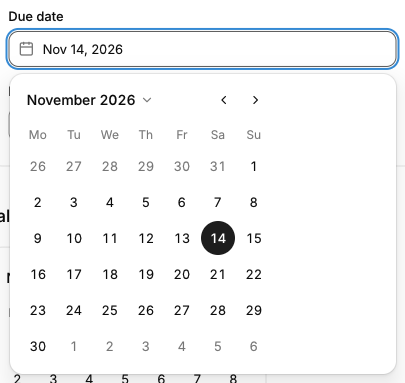 Due date
Nov 14, 2026
November 2026
Mo Tu We Th Fr Sa Su
26 27 28 29 30 31 1
2 3 4 5 6 7 8
9 10 11 12 13 14 15
16 17 18 19 20 21 22
23 24 25 26 27 28 29
30 1 2 3 4 5 6
2 3 4 5 6 7 8